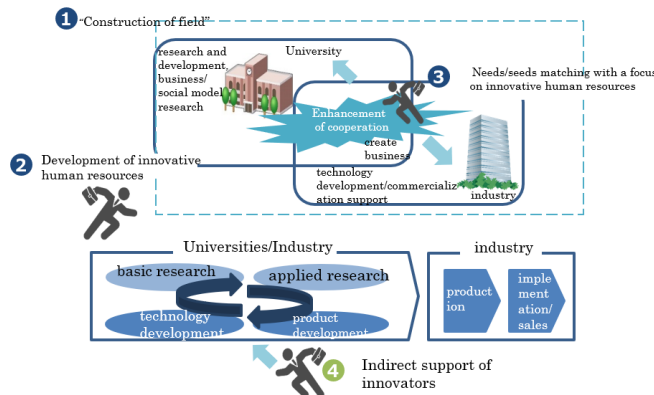 1 "Construction of field"
research and
development,
business/
social model
research
University
3 Needs/seeds matching with a focus
on innovative human resources
Enhancement
of cooperation
create
business
technology
development/commercializ
ation support
industry
2 Development of innovative
human resources
Universities/Industry
basic research
applied research
technology
development
product development
industry
product
ion
imple
ment
ation/
sales
4 Indirect support of
innovators